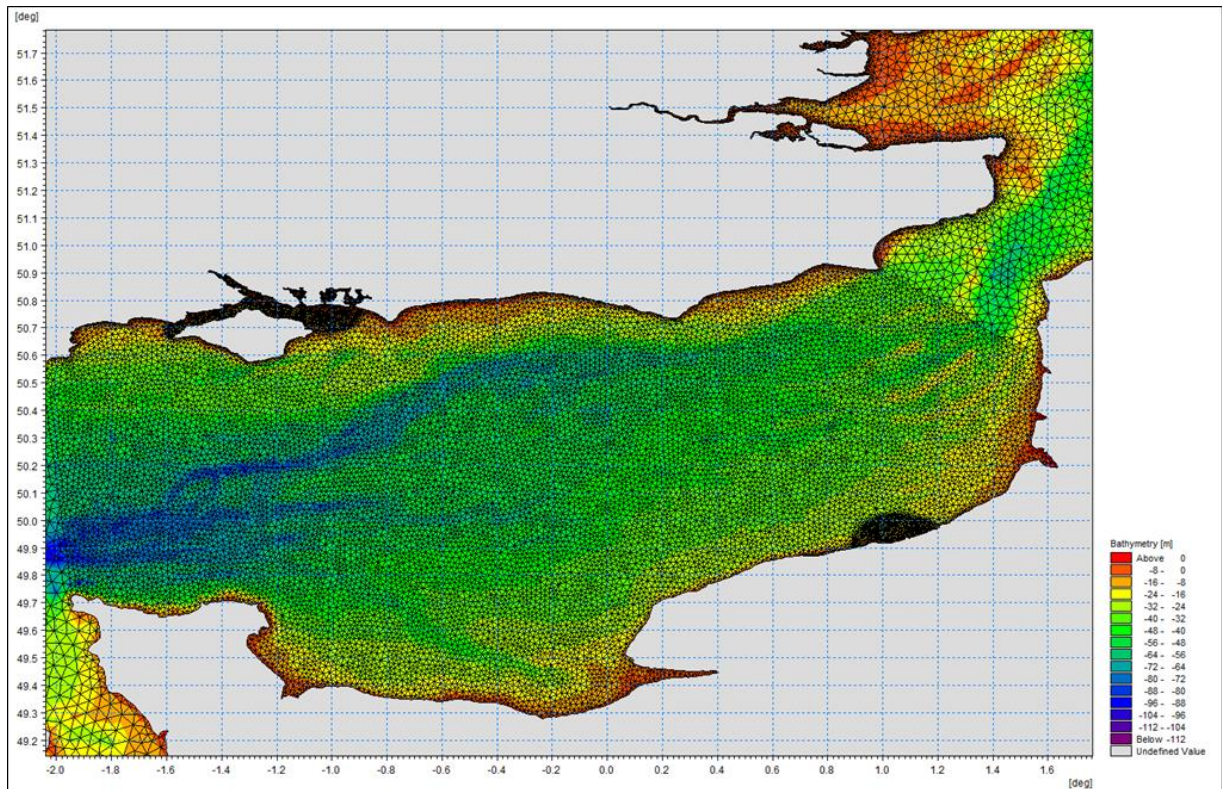 [deg]
51.7
51.6
51.5
51.4
51.3
51.2
51.1
51.0
50.9
50.8
50.7
50.6
50.5
50.4
50.3
50.2
50.1
50.0
49.9
49.8
49.7
49.6
49.5
49.4
49.3
49.2
-2.0 -1.8 -1.6 -1.4 -1.2 -1.0 -0.8 -0.6 -0.4 -0.2 0.0 0.2 0.4 0.6 0.8 1.0 1.2 1.4 1.6
[deg]
Bathymetry [m]
Above 0
-8 - 0
-16 - -8
-24 - -16
-32 - -24
-40 - -32
-48 - -40
-56 - -48
-64 - -56
-72 - -64
-80 - -72
-88 - -80
-96 - -88
-104 - -96
-112 - -104
Below -112
Undefined Value